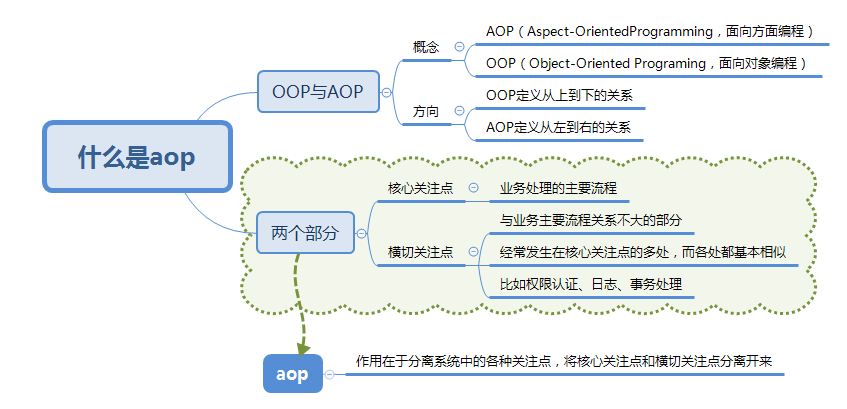 什么是aop
OOP与AOP
概念
AOP（Aspect-OrientedProgramming，面向方面编程）
OOP（Object-Oriented Programing，面向对象编程）
方向
OOP定义从上到下的关系
AOP定义从左到右的关系
两个部分
核心关注点
业务处理的主要流程
横切关注点
与业务主要流程关系不大的部分
经常发生在核心关注点的多处，而各处都基本相似
比如权限认证、日志、事务处理
aop
作用在于分离系统中的各种关注点，将核心关注点和横切关注点分离开来